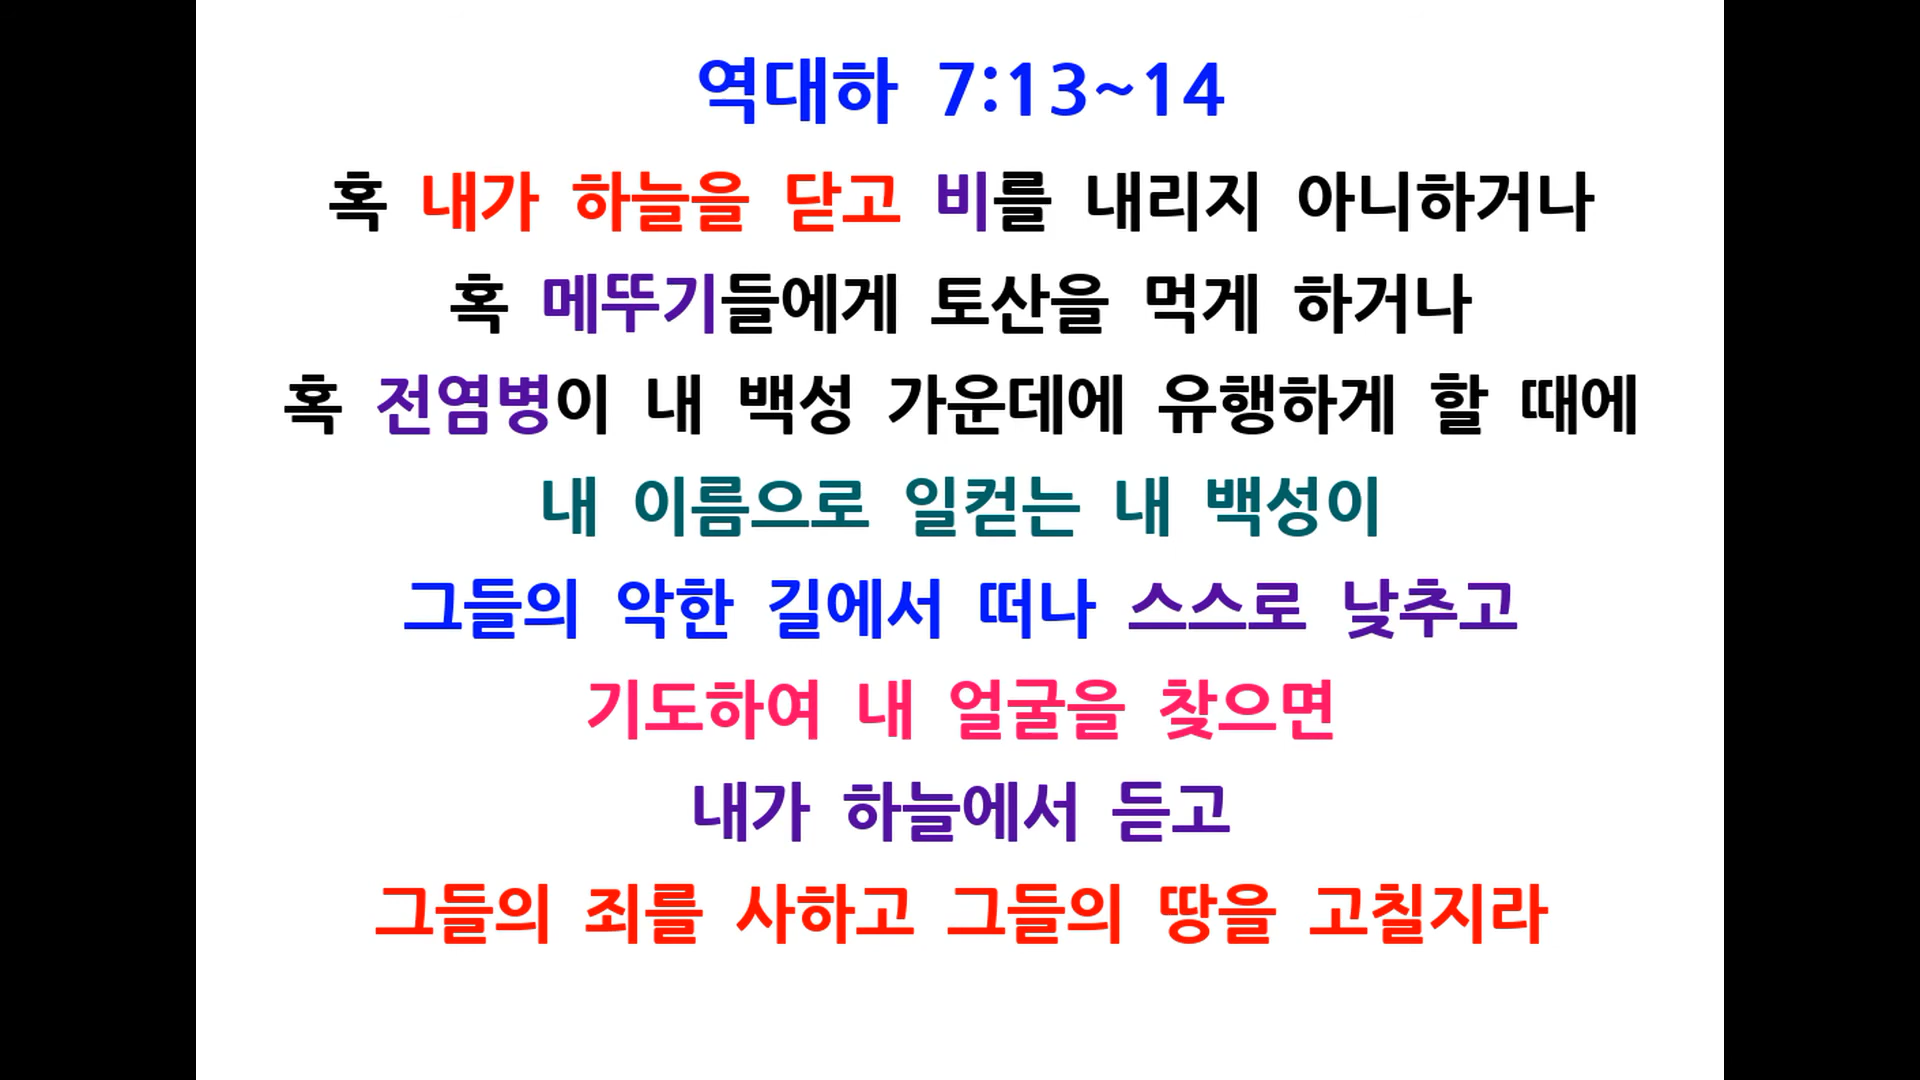 역대하 7:13~14
혹 내가 하늘을 닫고 비를 내리지 아니하거나
혹 메뚜기들에게 토산을 먹게 하거나
혹 전염병이 내 백성 가운데에 유행하게 할 때에
내 이름으로 일컫는 내 백성이
그들의 악한 길에서 떠나 스스로 낮추고
기도하여 내 얼굴을 찾으면
내가 하늘에서 듣고
그들의 죄를 사하고 그들의 땅을 고칠지라